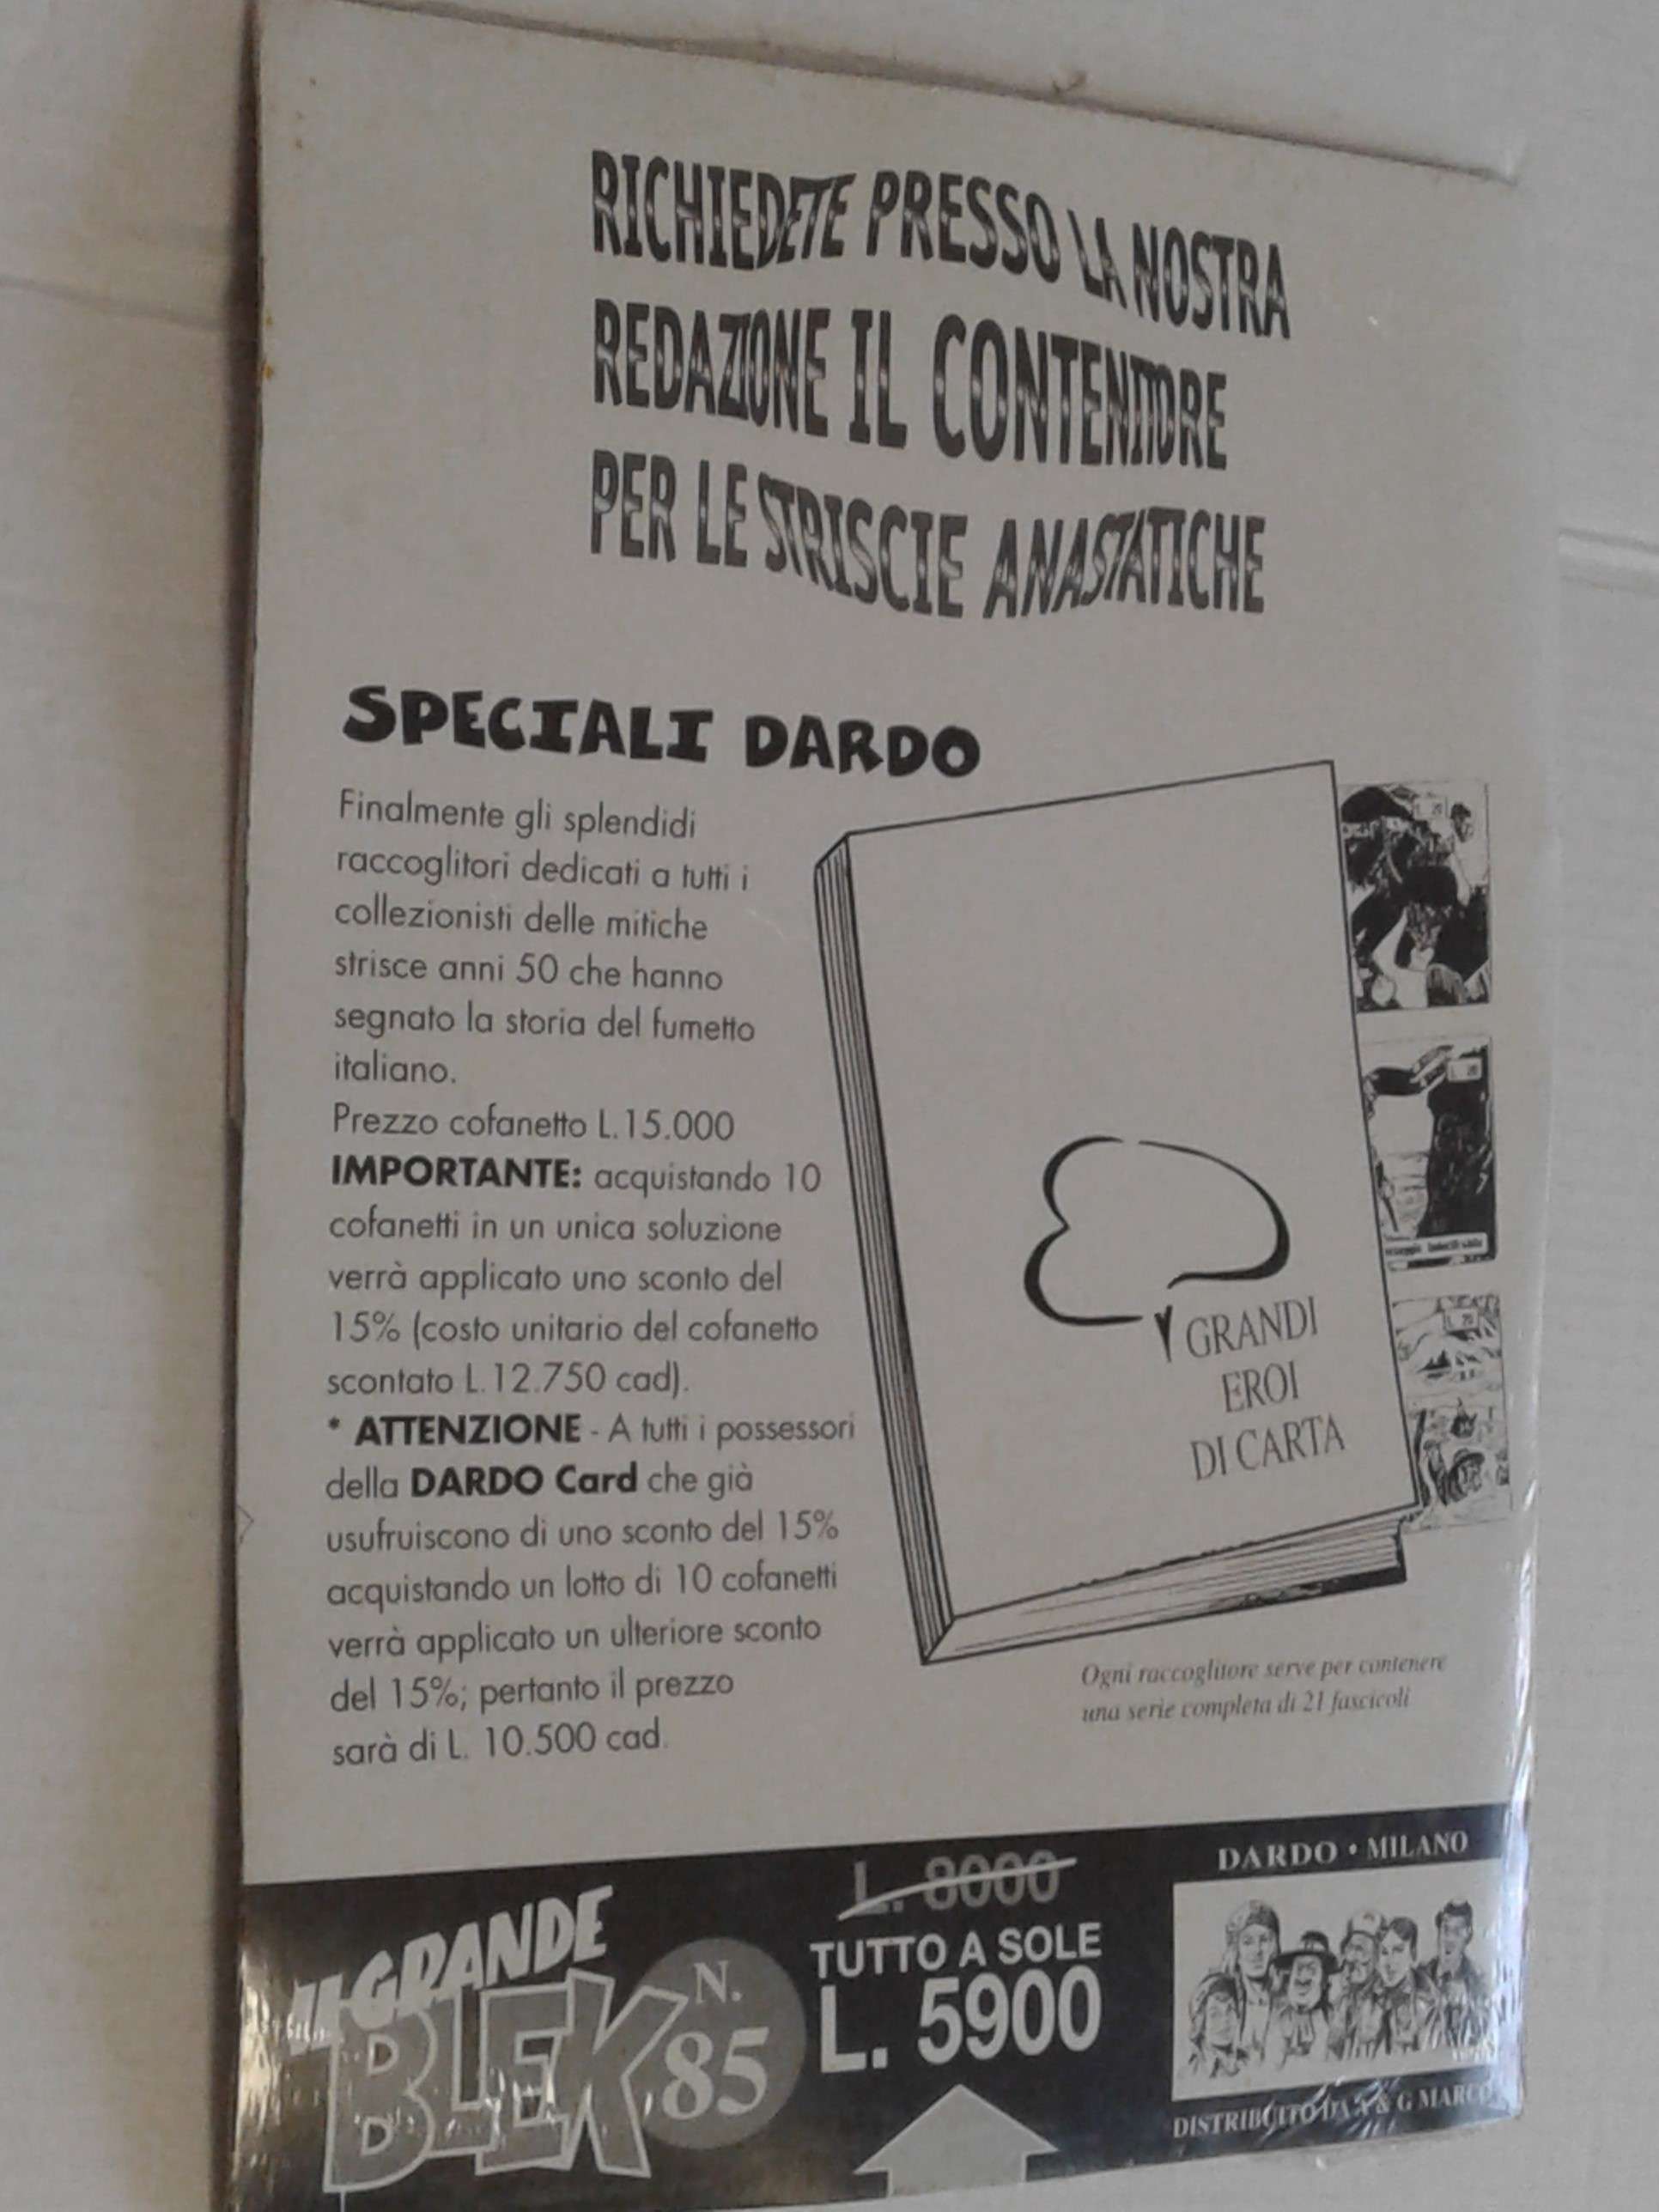 RICHIEDETE PRESSO LA NOSTRA
REDAZIONE IL CONTENITORE
PER LE STRISCIE ANASTATICHE
SPECIALI DARDO
Finalmente gli splendidi
raccoglitori dedicati a tutti i
collezionisti delle mitiche
strisce anni 50 che hanno
segnato la storia del fumetto
italiano.
Prezzo cofanetto L.15.000
IMPORTANTE: acquistando 10
cofanetti in un unica soluzione
verrà applicato uno sconto del
15% (costo unitario del cofanetto
scontato L.12.750 cad).
* ATTENZIONE - A tutti i possessori
della DARDO Card che già
usufruiscono di uno sconto del 15%
acquistando un lotto di 10 cofanetti
verrà applicato un ulteriore sconto
del 15%; pertanto il prezzo
sarà di L. 10.500 cad.
GRANDI
EROI
DI CARTA
Ogni raccoglitore serve per contenere
una serie completa di 21 fascicoli
IL GRANDE
BLEK
N.
85
L. 8000
TUTTO A SOLE
L. 5900
DARDO • MILANO
DISTRIBUITO DA A & G MARCO